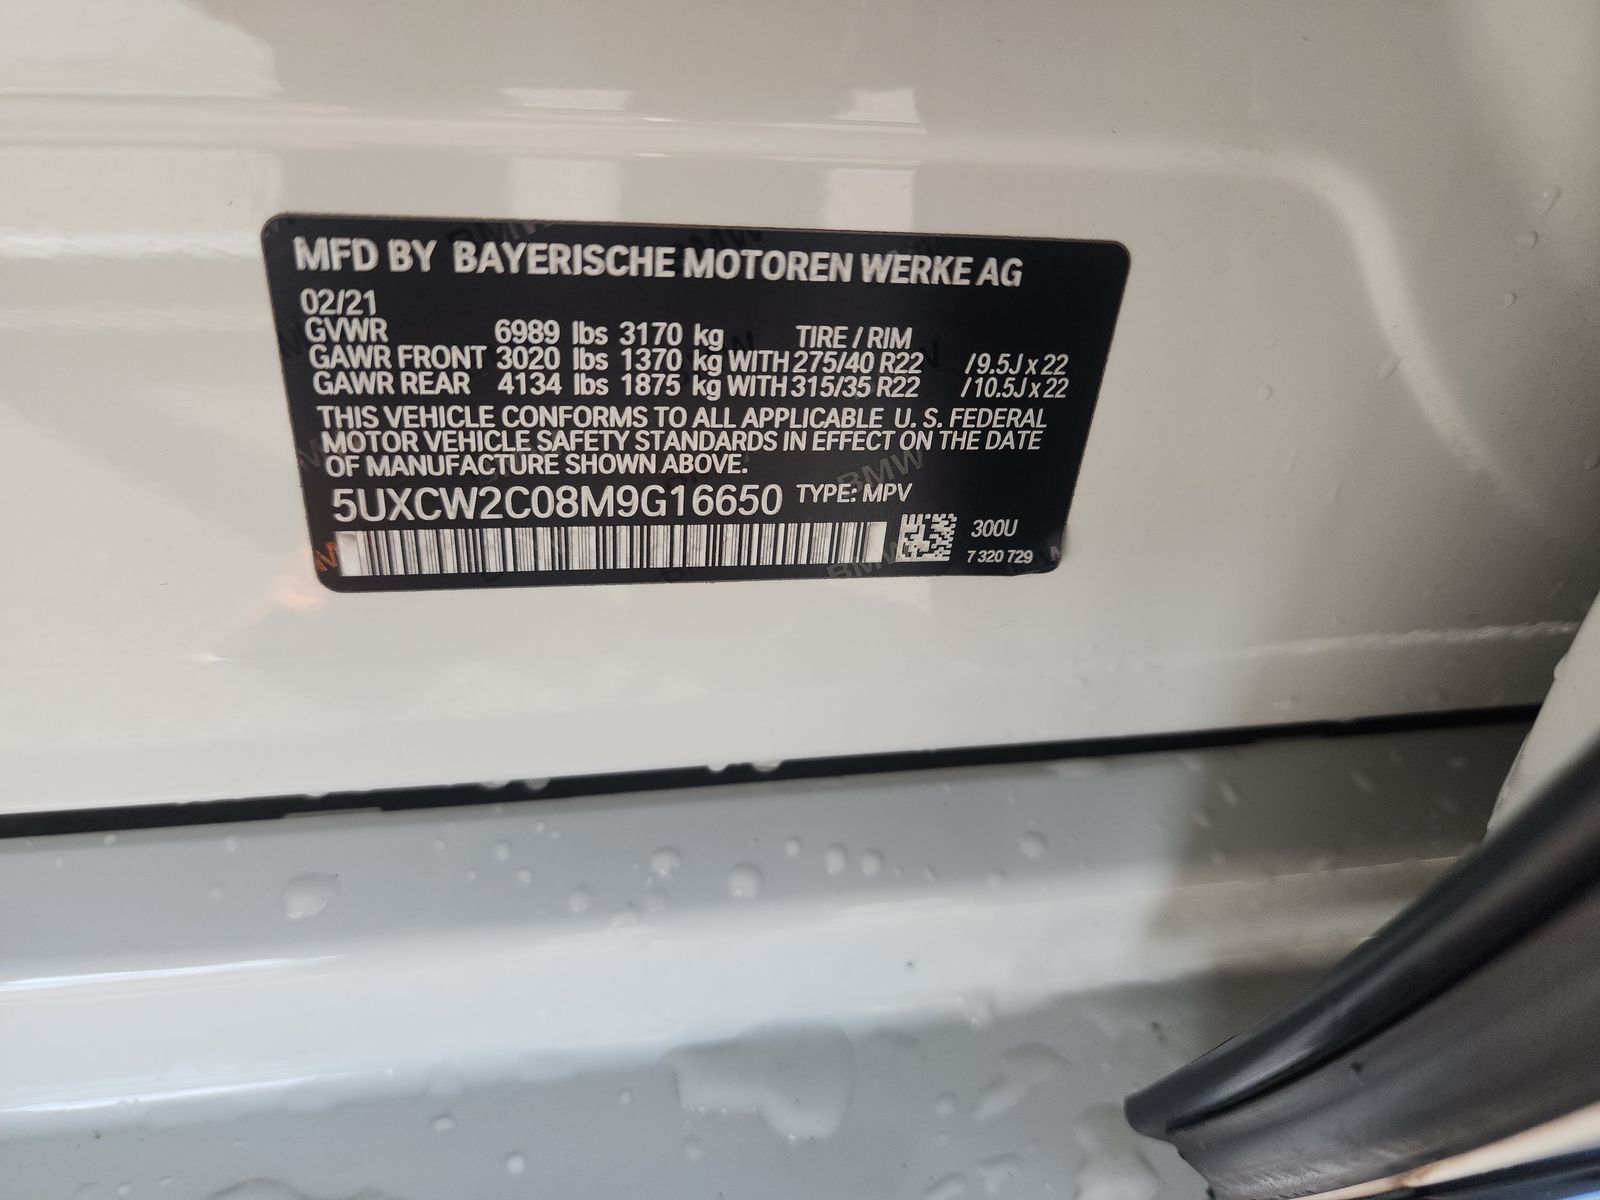 MFD BY BAYERISCHE MOTOREN WERKE AG
02/21
GVWR 6989 lbs 3170 kg TIRE / RIM
GAWR FRONT 3020 lbs 1370 kg WITH 275/40 R22 / 9.5J x 22
GAWR REAR 4134 lbs 1875 kg WITH 315/35 R22 / 10.5J x 22
THIS VEHICLE CONFORMS TO ALL APPLICABLE U. S. FEDERAL
MOTOR VEHICLE SAFETY STANDARDS IN EFFECT ON THE DATE
OF MANUFACTURE SHOWN ABOVE.
5UXCW2C08M9G16650 TYPE: MPV
300U
7 320 729